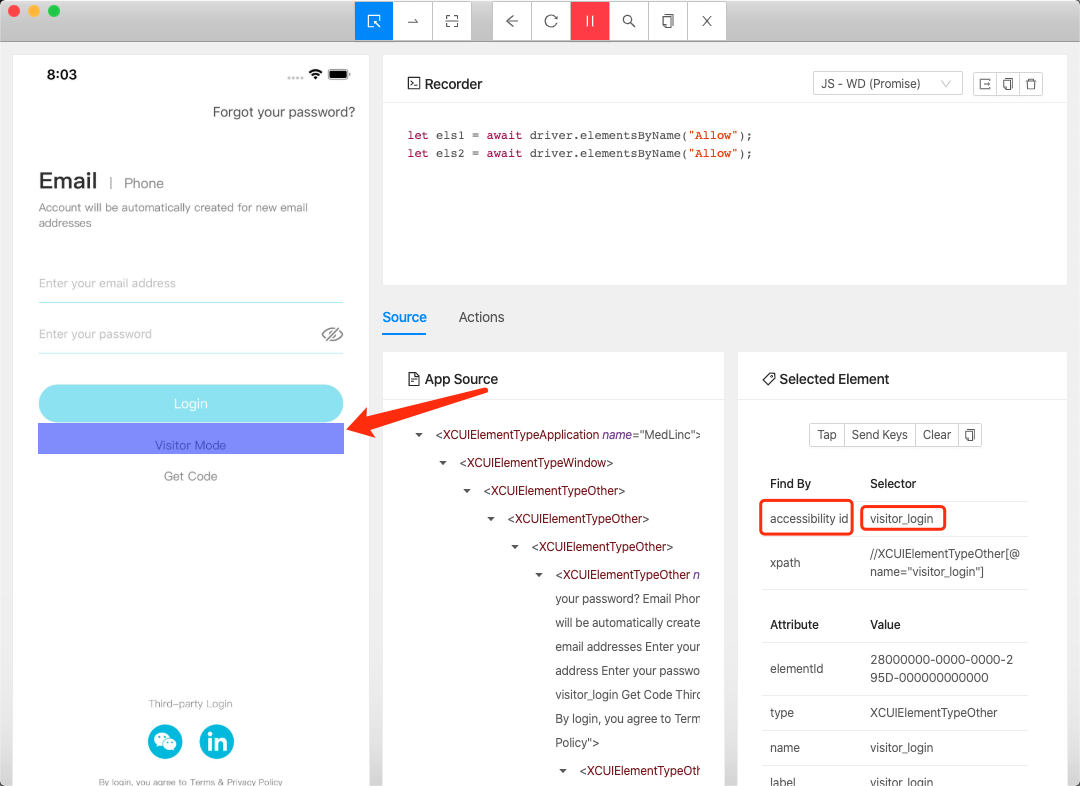 8:03
Forgot your password?
Email | Phone
Account will be automatically created for new email
addresses
Enter your email address
Enter your password
Login
Visitor Mode
Get Code
Third-party Login
in
By login, you agree to Terms & Privacy Policy
Recorder
JS - WD (Promise)
let els1 = await driver.elementsByName("Allow");
let els2 = await driver.elementsByName("Allow");
Source Actions
App Source
<XCUIElementTypeApplication name="MedLinc">
<XCUIElementTypeWindow>
<XCUIElementTypeOther>
<XCUIElementTypeOther>
<XCUIElementTypeOther>
<XCUIElementTypeOther n
your password? Email Phon
will be automatically create
email addresses Enter your
address Enter your passwo
visitor_login Get Code Third
By login, you agree to Term
Policy">
<XCUIElementTypeOth
Selected Element
Tap Send Keys Clear
Find By Selector
accessibility id visitor_login
xpath //XCUIElementTypeOther[@
name="visitor_login"]
Attribute Value
elementId 28000000-0000-0000-2
95D-000000000000
type XCUIElementTypeOther
name visitor_login
label visitor_login